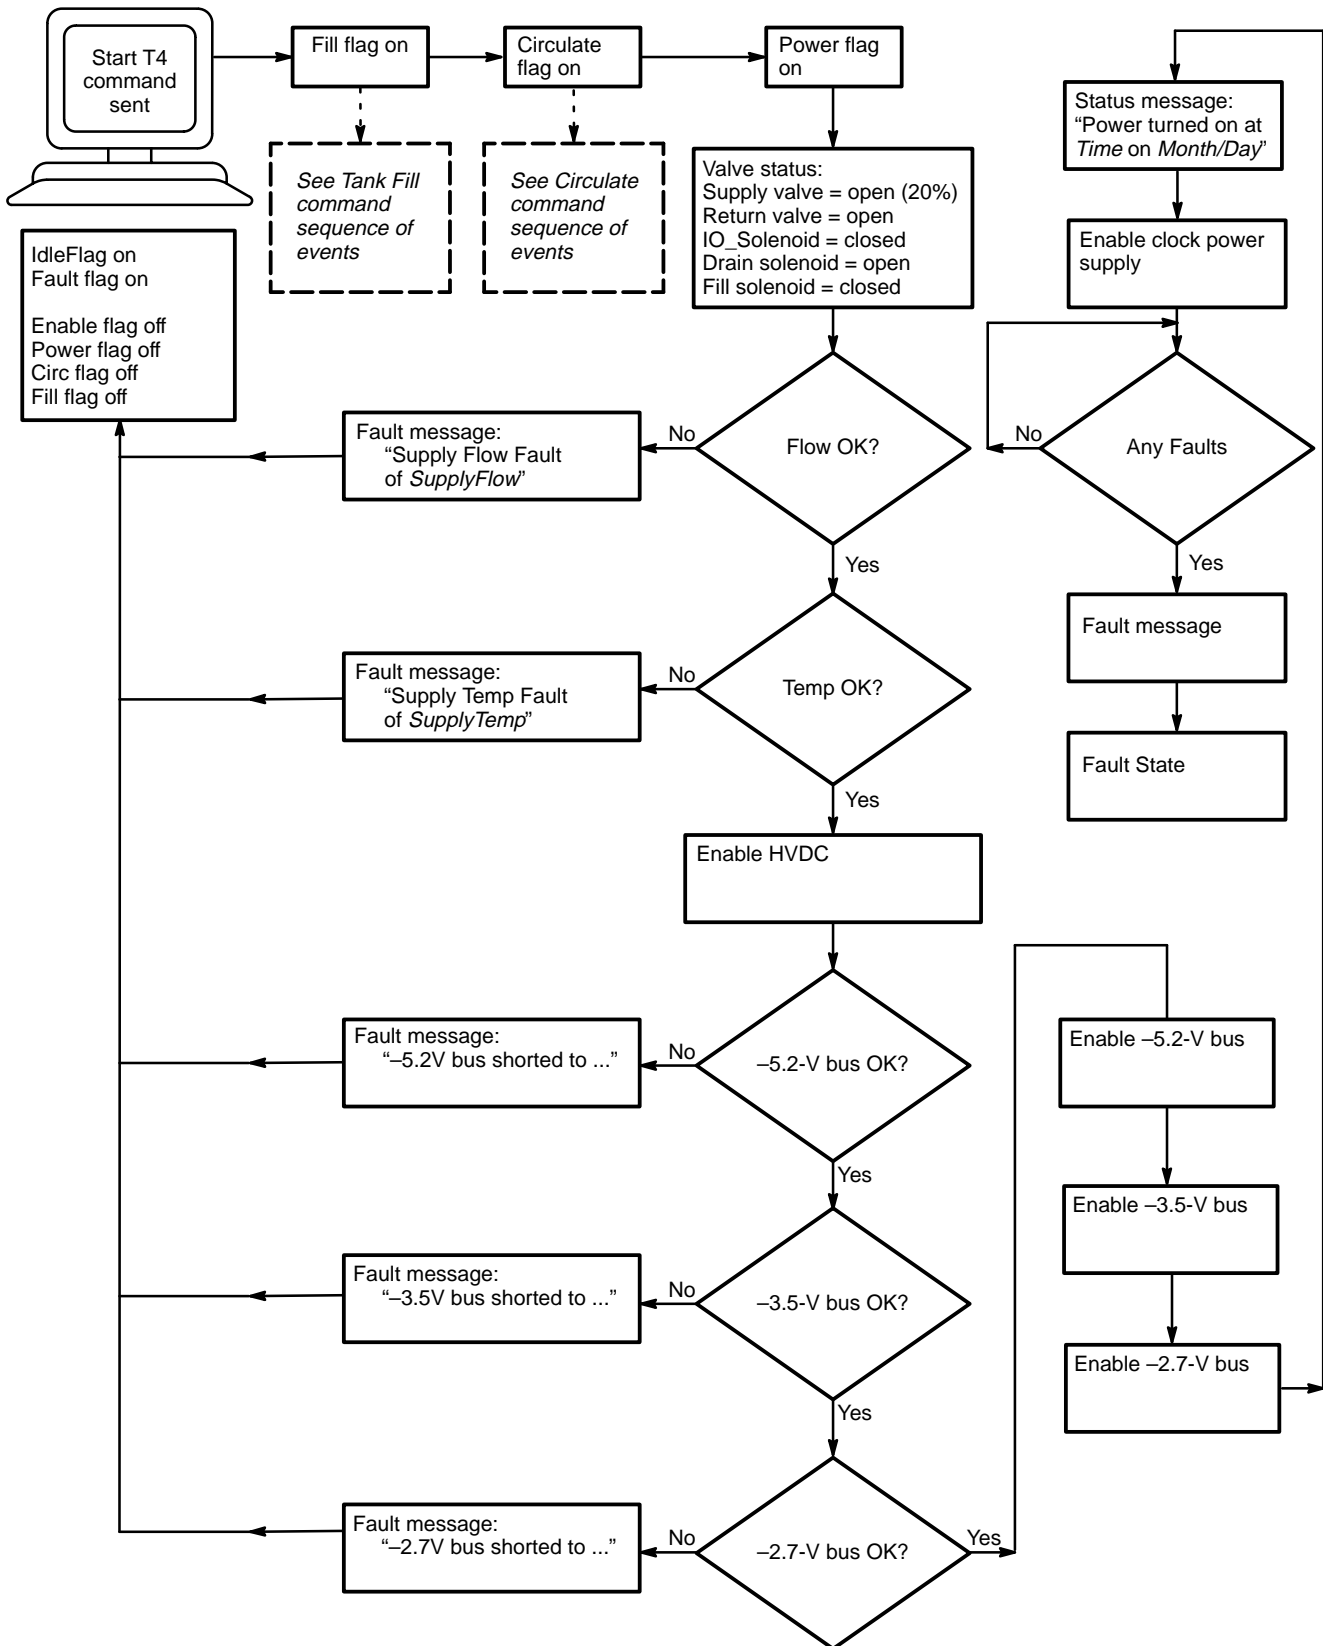 Start T4
command
sent
Fill flag on
Circulate
flag on
Power flag
on
See Tank Fill
command
sequence of
events
See Circulate
command
sequence of
events
Valve status:
Supply valve = open (20%)
Return valve = open
IO_Solenoid = closed
Drain solenoid = open
Fill solenoid = closed
Status message:
“Power turned on at
Time on Month/Day”
Enable clock power
supply
IdleFlag on
Fault flag on
Enable flag off
Power flag off
Circ flag off
Fill flag off
Fault message:
“Supply Flow Fault
of SupplyFlow”
No
Flow OK?
Yes
No
Any Faults
Yes
Fault message
Fault State
Fault message:
“Supply Temp Fault
of SupplyTemp”
No
Temp OK?
Yes
Enable HVDC
Fault message:
“–5.2V bus shorted to ...”
No
–5.2-V bus OK?
Yes
Enable –5.2-V bus
Enable –3.5-V bus
Enable –2.7-V bus
Fault message:
“–3.5V bus shorted to ...”
No
–3.5-V bus OK?
Yes
Fault message:
“–2.7V bus shorted to ...”
No
–2.7-V bus OK?
Yes